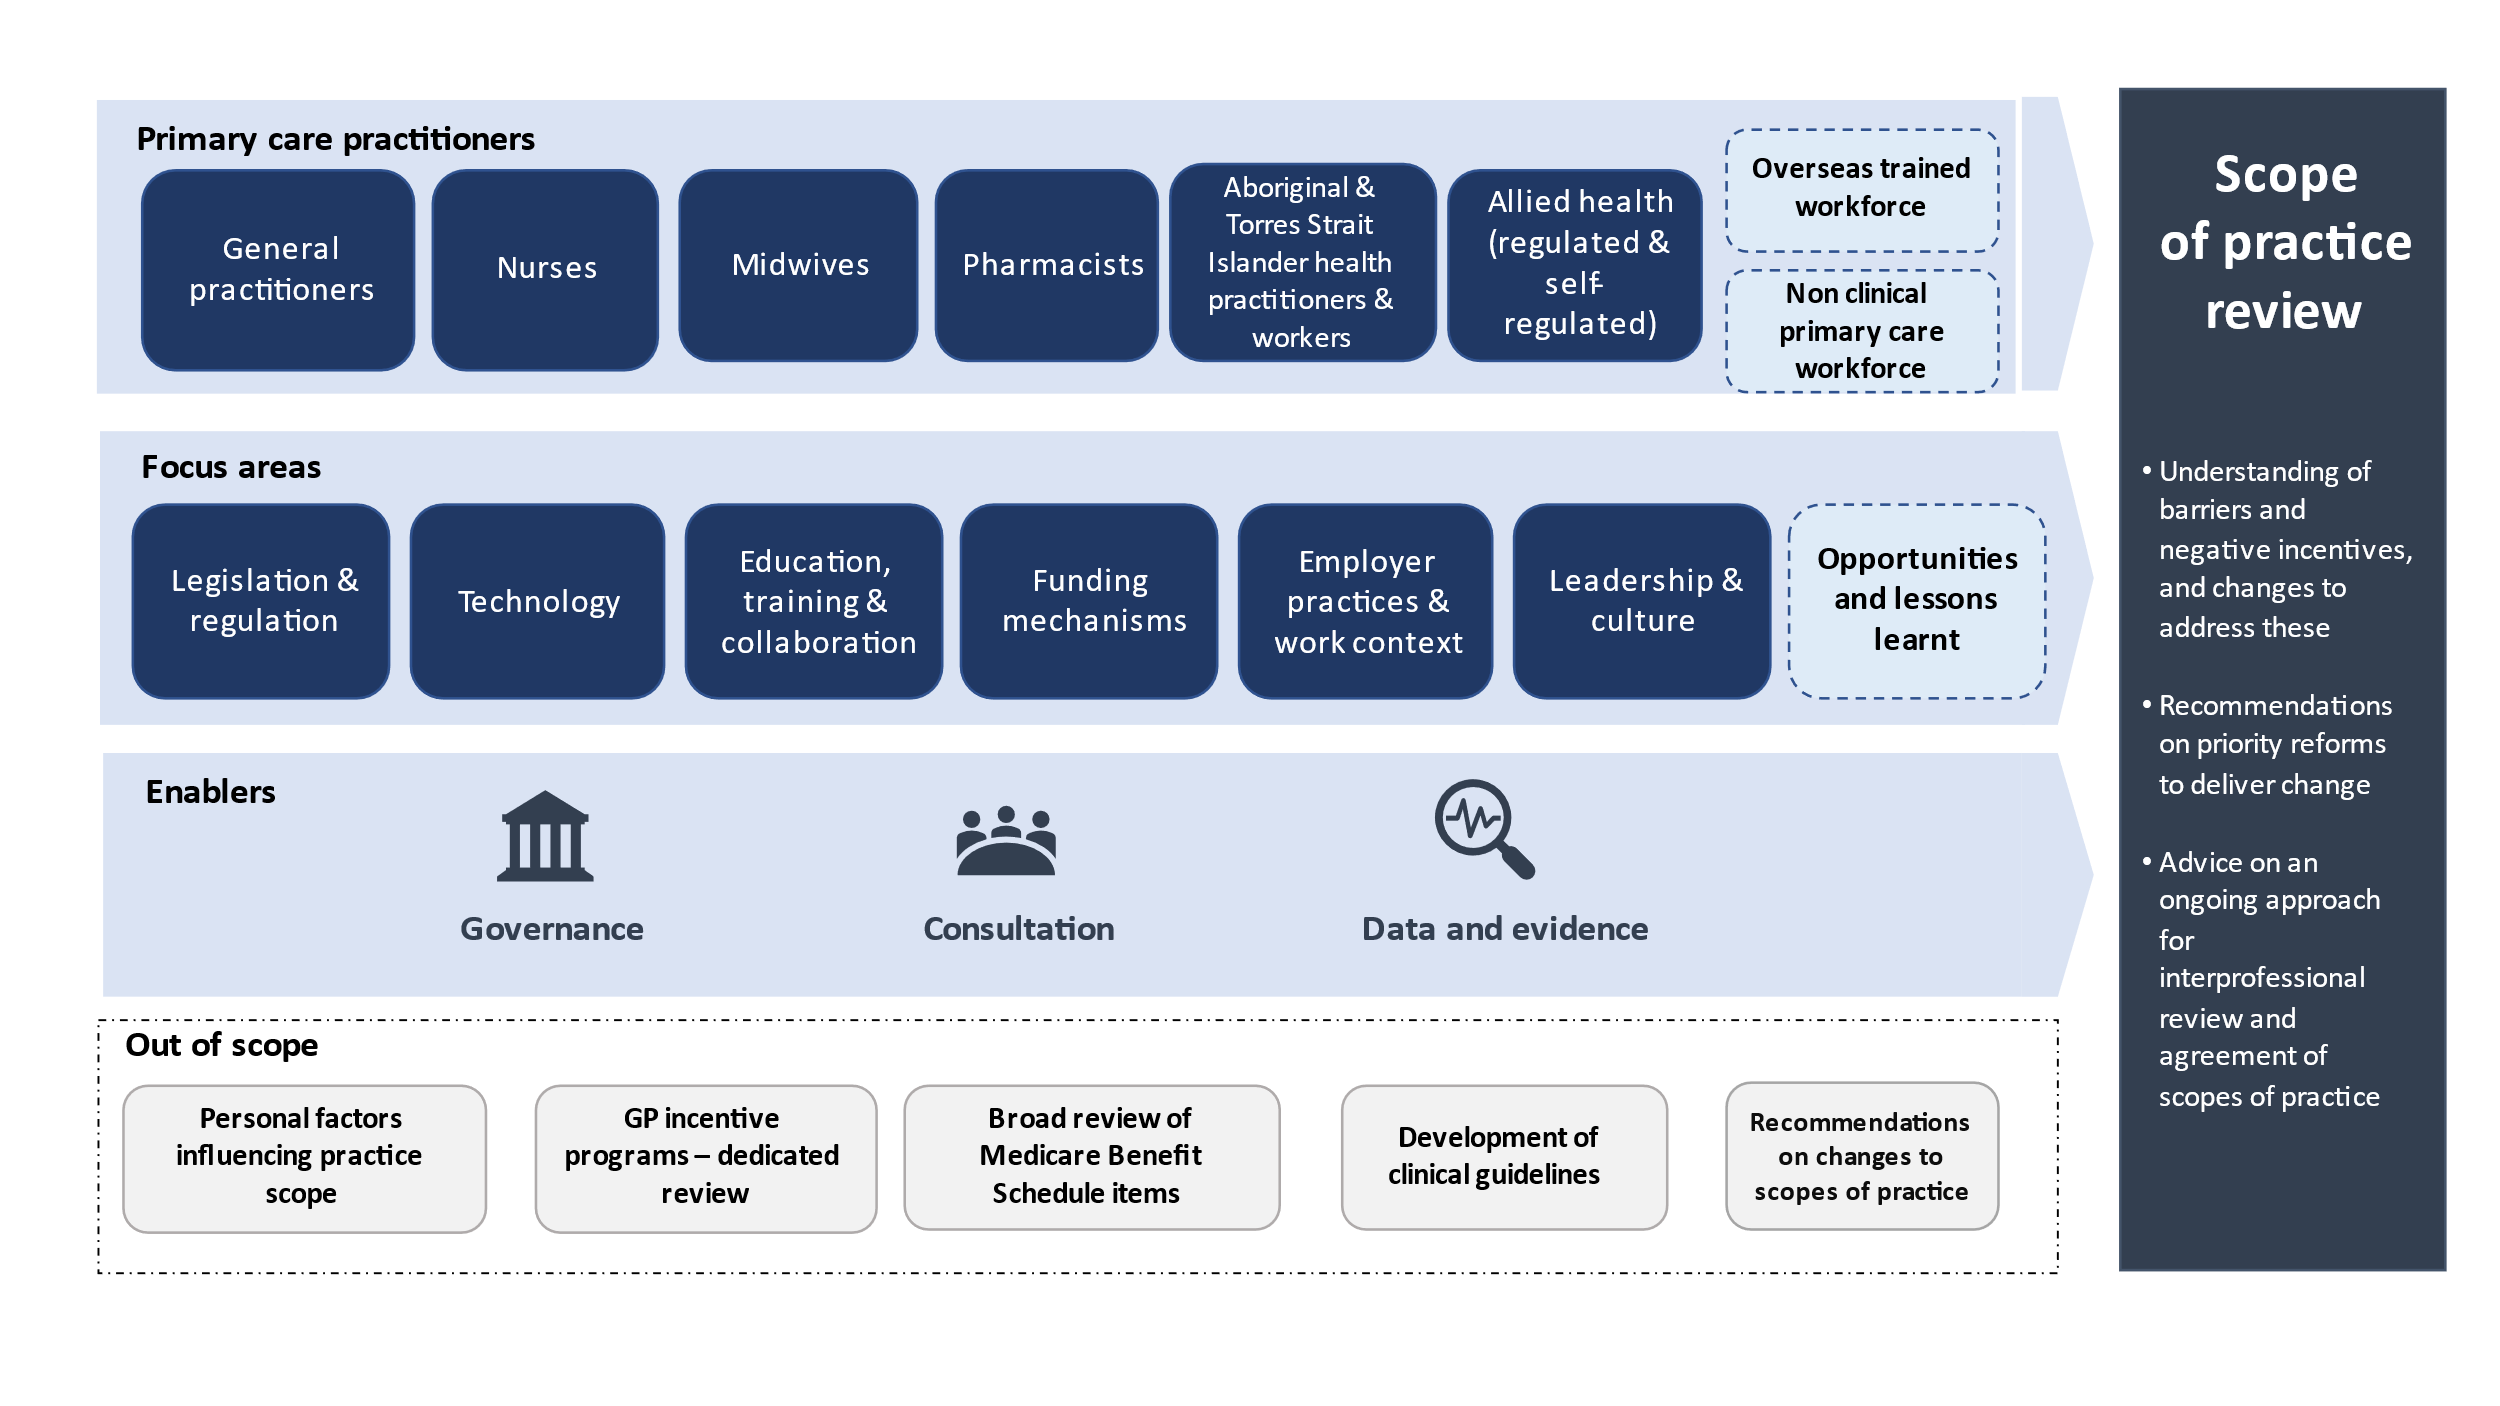 Primary care practitioners
General
practitioners
Nurses
Midwives
Pharmacists
Aboriginal &
Torres Strait
Islander health
practitioners &
workers
Allied health
(regulated &
self-
regulated)
Overseas trained
workforce
Non clinical
primary care
workforce
Focus areas
Legislation &
regulation
Technology
Education,
training &
collaboration
Funding
mechanisms
Employer
practices &
work context
Leadership &
culture
Opportunities
and lessons
learnt
Enablers
Governance
Consultation
Data and evidence
Out of scope
Personal factors
influencing practice
scope
GP incentive
programs – dedicated
review
Broad review of
Medicare Benefit
Schedule items
Development of
clinical guidelines
Recommendations
on changes to
scopes of practice
Scope
of practice
review
• Understanding of
barriers and
negative incentives,
and changes to
address these
• Recommendations
on priority reforms
to deliver change
• Advice on an
ongoing approach
for
interprofessional
review and
agreement of
scopes of practice